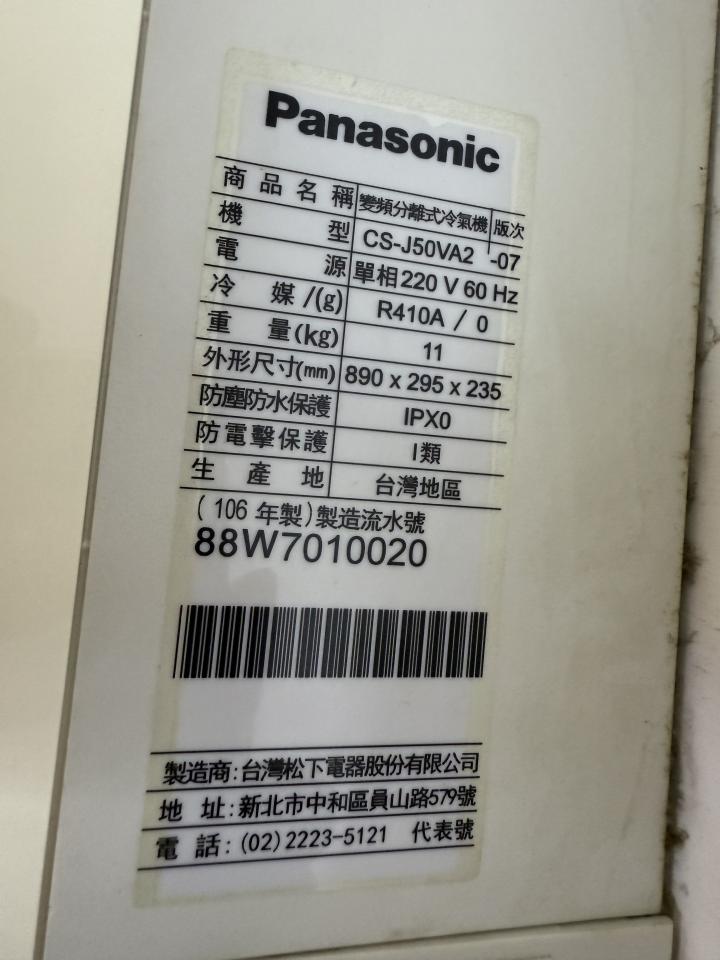 Panasonic
商品名稱 變頻分離式冷氣機 版次
機型 CS-J50VA2 -07
電源 單相220 V 60 Hz
冷媒/(g) R410A / 0
重量(kg) 11
外形尺寸(mm) 890 x 295 x 235
防塵防水保護 IPX0
防電擊保護 I類
生產地 台灣地區
(106 年製)製造流水號
88W7010020
製造商:台灣松下電器股份有限公司
地址:新北市中和區員山路579號
電話:(02)2223-5121 代表號